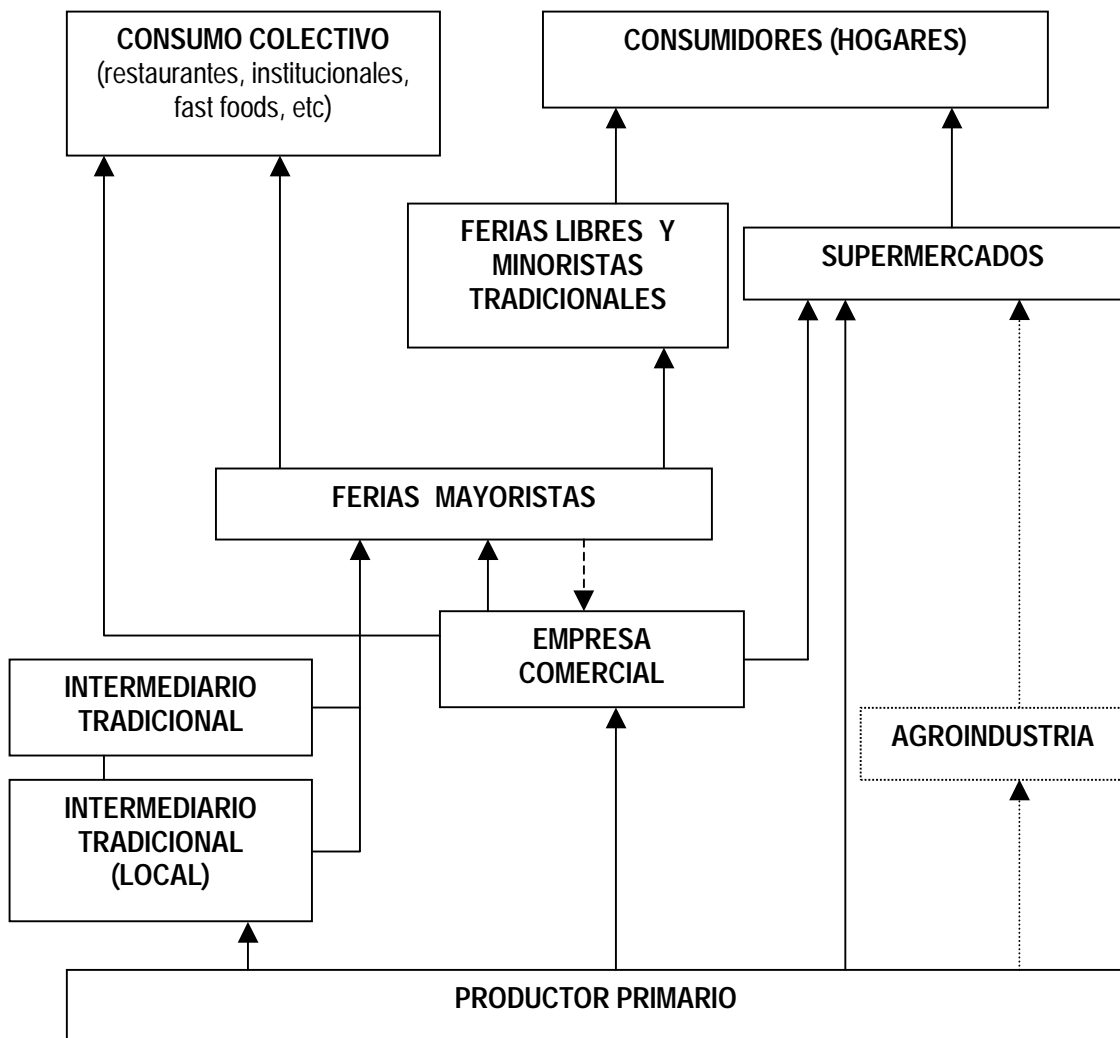 CONSUMO COLECTIVO
(restaurantes, institucionales,
fast foods, etc)
CONSUMIDORES (HOGARES)
FERIAS LIBRES Y
MINORISTAS
TRADICIONALES
SUPERMERCADOS
FERIAS MAYORISTAS
EMPRESA
COMERCIAL
INTERMEDIARIO
TRADICIONAL
AGROINDUSTRIA
INTERMEDIARIO
TRADICIONAL
(LOCAL)
PRODUCTOR PRIMARIO